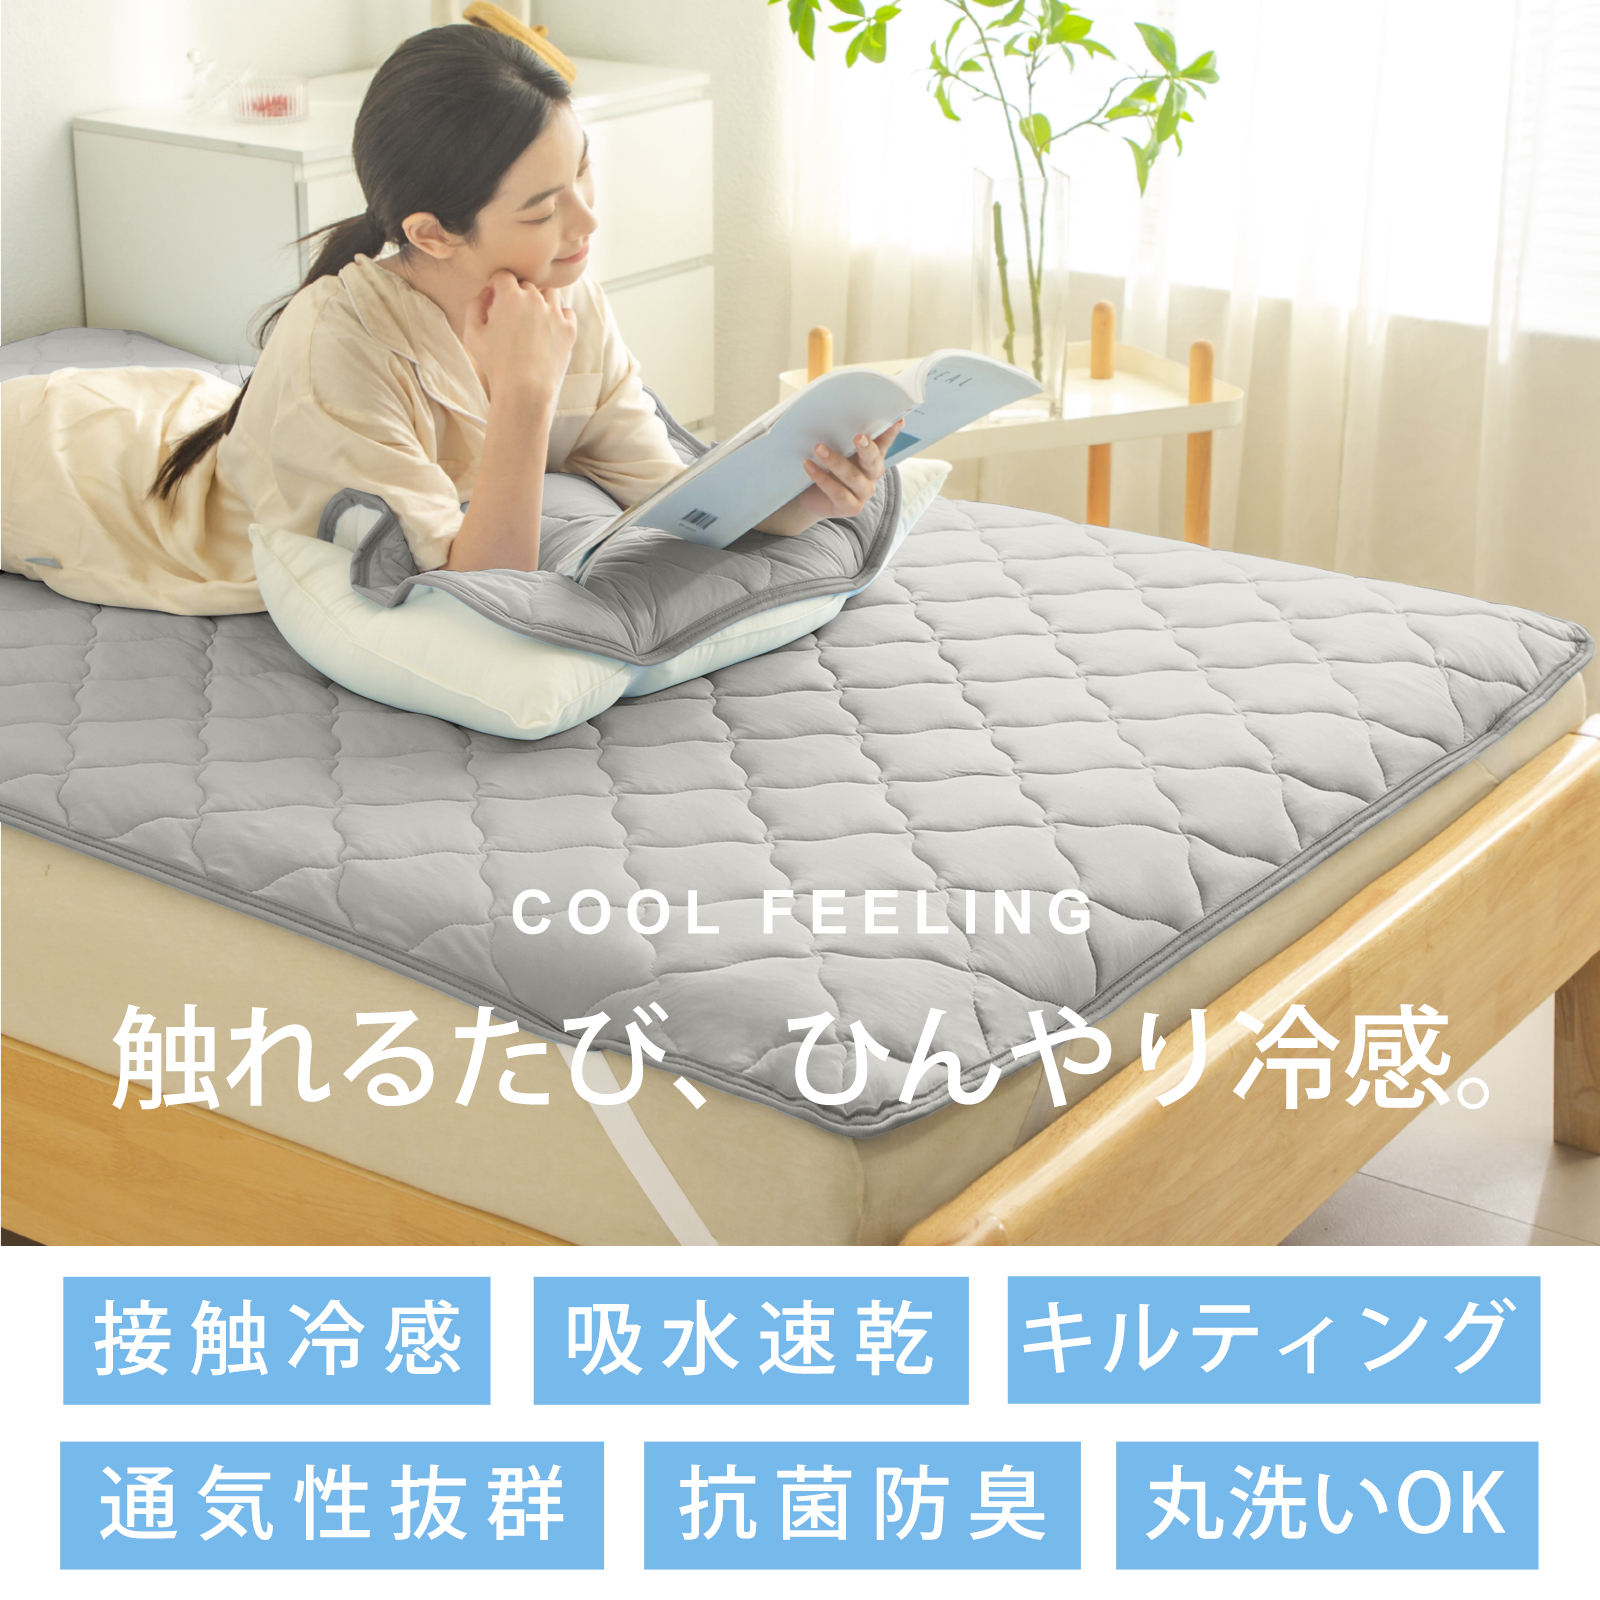 REAL
COOL FEELING
触れるたび、ひんやり冷感。
接触冷感
吸水速乾
キルティング
通気性抜群
抗菌防臭
丸洗いOK